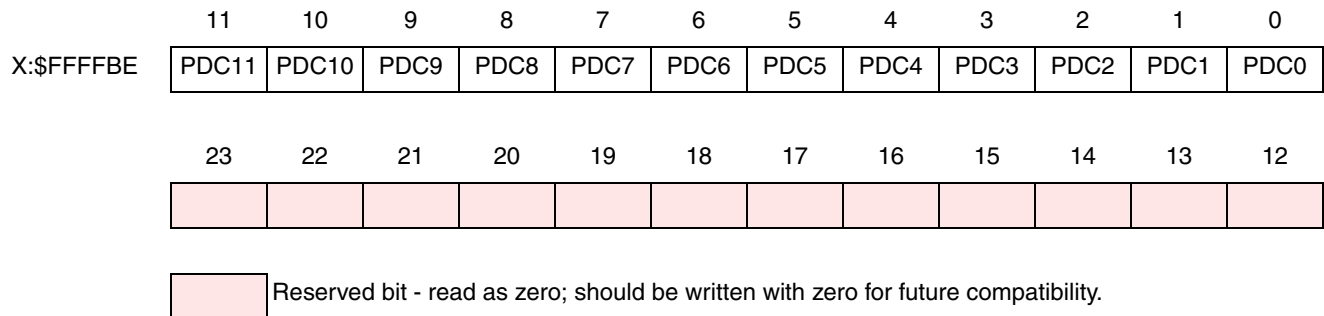 11 10 9 8 7 6 5 4 3 2 1 0
X:$FFFFBE PDC11 PDC10 PDC9 PDC8 PDC7 PDC6 PDC5 PDC4 PDC3 PDC2 PDC1 PDC0
23 22 21 20 19 18 17 16 15 14 13 12
Reserved bit - read as zero; should be written with zero for future compatibility.